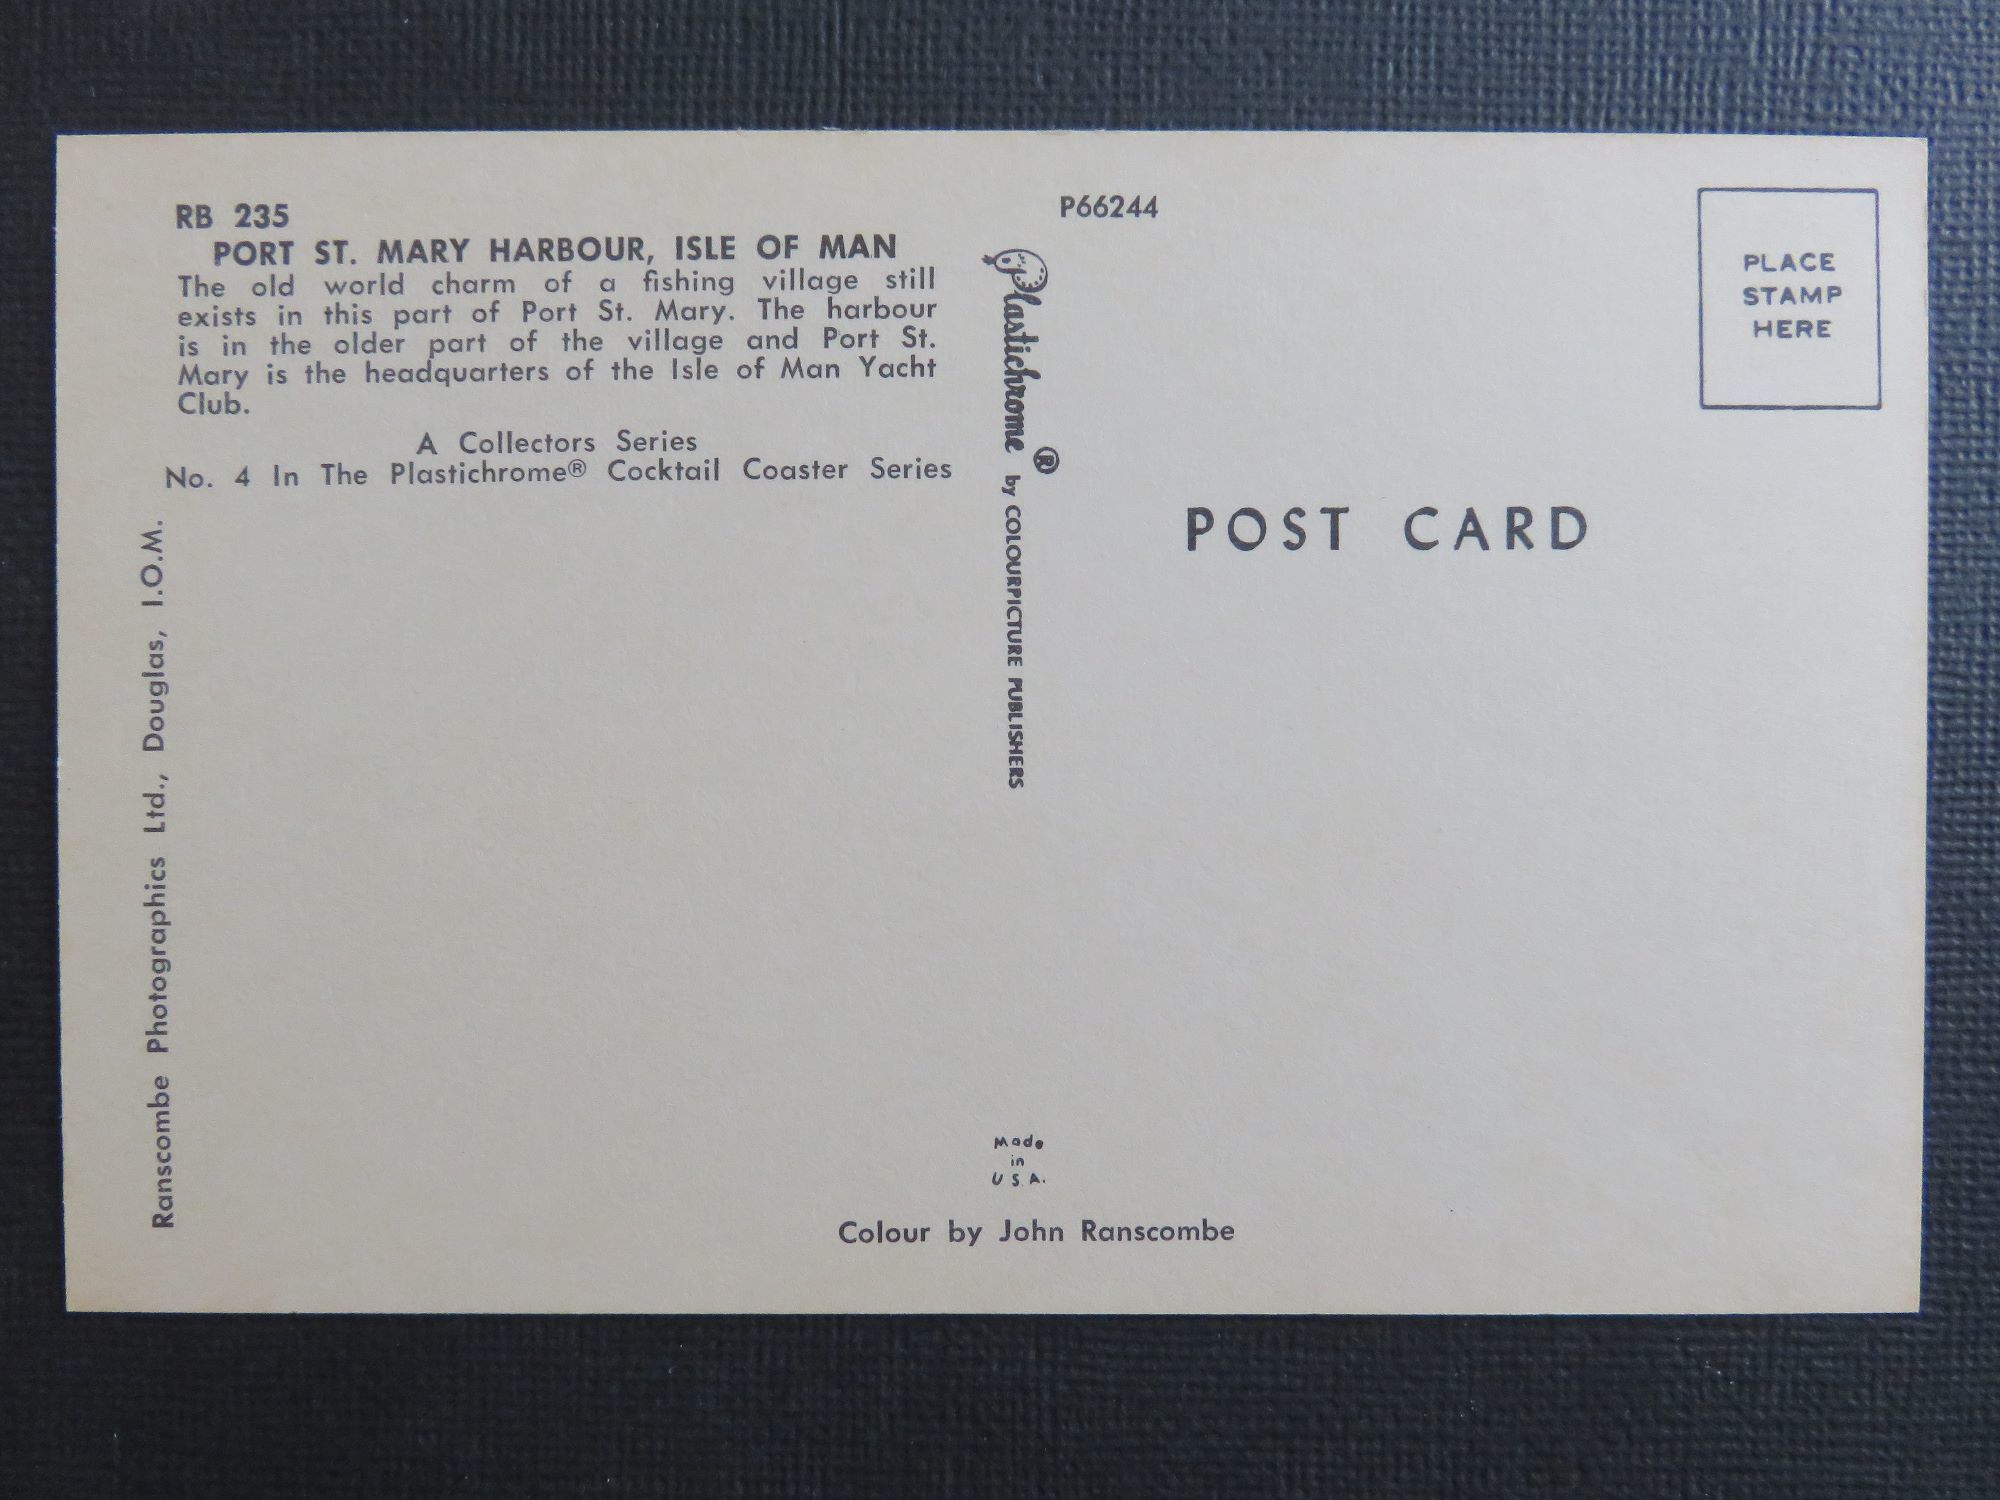 RB 235
PORT ST. MARY HARBOUR, ISLE OF MAN
The old world charm of a fishing village still
exists in this part of Port St. Mary. The harbour
is in the older part of the village and Port St.
Mary is the headquarters of the Isle of Man Yacht
Club.
A Collectors Series
No. 4 In The Plastichrome® Cocktail Coaster Series
Ranscombe Photographics Ltd., Douglas, I.O.M.
P66244
Plastichrome® by COLOURPICTURE PUBLISHERS
PLACE
STAMP
HERE
POST CARD
Made
in
U.S.A.
Colour by John Ranscombe